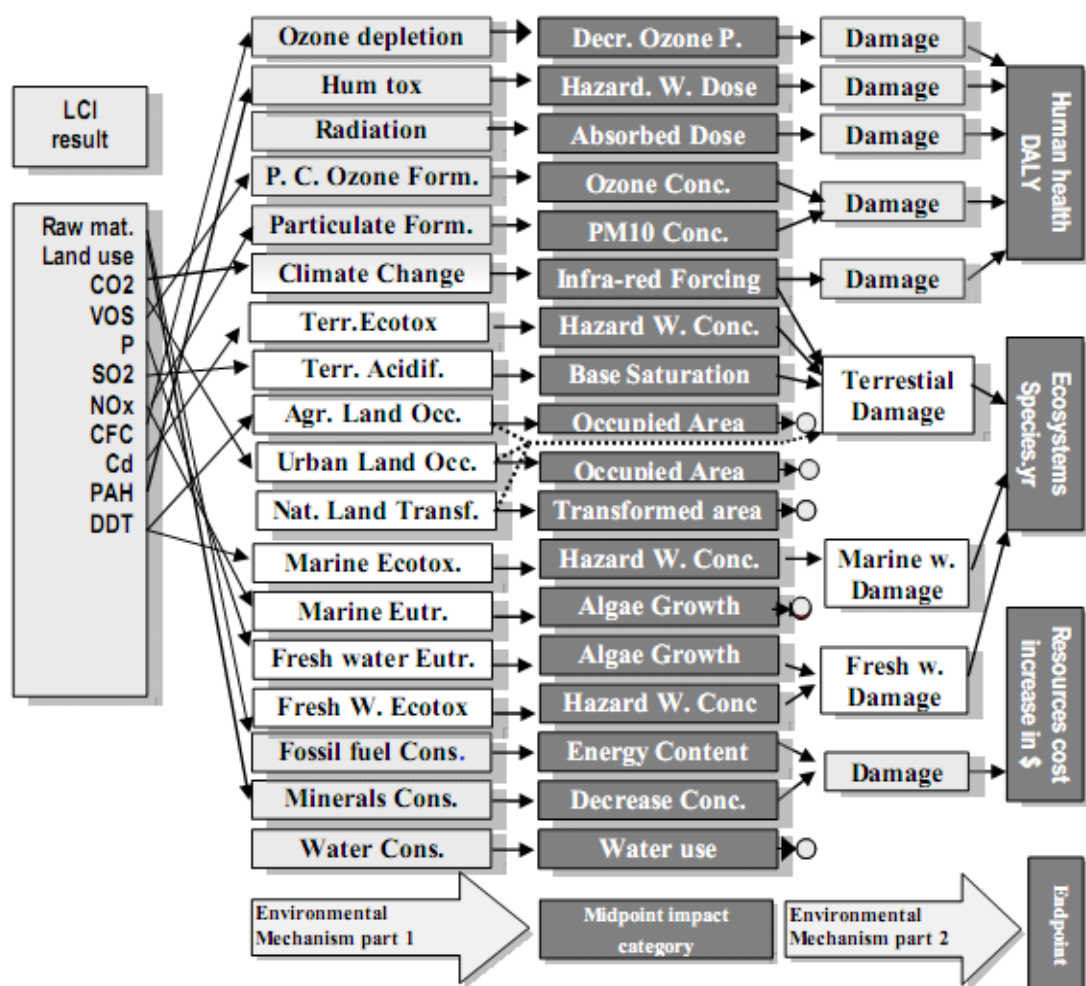 LCI
result
Raw mat.
Land use
CO2
VOS
P
SO2
NOx
CFC
Cd
PAH
DDT
Ozone depletion
Hum tox
Radiation
P. C. Ozone Form.
Particulate Form.
Climate Change
Terr.Ecotox
Terr. Acidif.
Agr. Land Occ.
Urban Land Occ.
Nat. Land Transf.
Marine Ecotox.
Marine Eutr.
Fresh water Eutr.
Fresh W. Ecotox
Fossil fuel Cons.
Minerals Cons.
Water Cons.
Decr. Ozone P.
Hazard. W. Dose
Absorbed Dose
Ozone Conc.
PM10 Conc.
Infra-red Forcing
Hazard W. Conc.
Base Saturation
Occupied Area
Occupied Area
Transformed area
Hazard W. Conc.
Algae Growth
Algae Growth
Hazard W. Conc
Energy Content
Decrease Conc.
Water use
Damage
Damage
Damage
Damage
Damage
Terrestial
Damage
Marine w.
Damage
Fresh w.
Damage
Damage
Human health
DALY
Ecosystems
Species.yr
Resources cost
increase in $
Environmental
Mechanism part 1
Midpoint impact
category
Environmental
Mechanism part 2
Endpoint